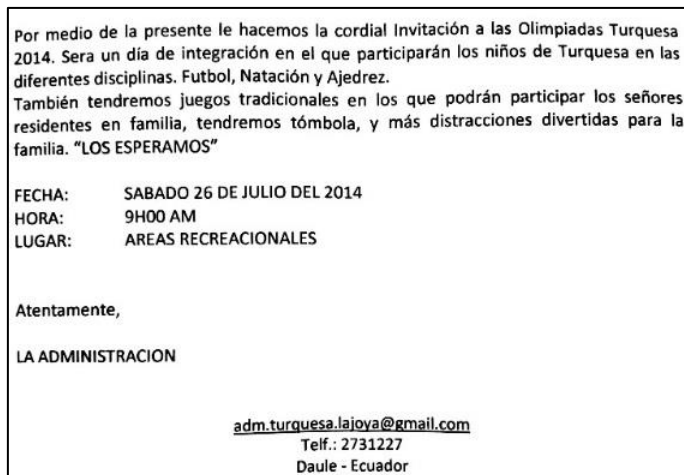 Por medio de la presente le hacemos la cordial Invitación a las Olimpiadas Turquesa
2014. Sera un día de integración en el que participarán los niños de Turquesa en las
diferentes disciplinas. Futbol, Natación y Ajedrez.
También tendremos juegos tradicionales en los que podrán participar los señores
residentes en familia, tendremos tómbola, y más distracciones divertidas para la
familia. “LOS ESPERAMOS”
FECHA: SABADO 26 DE JULIO DEL 2014
HORA: 9H00 AM
LUGAR: AREAS RECREACIONALES
Atentamente,
LA ADMINISTRACION
adm.turquesa.lajoya@gmail.com
Telf.: 2731227
Daule - Ecuador